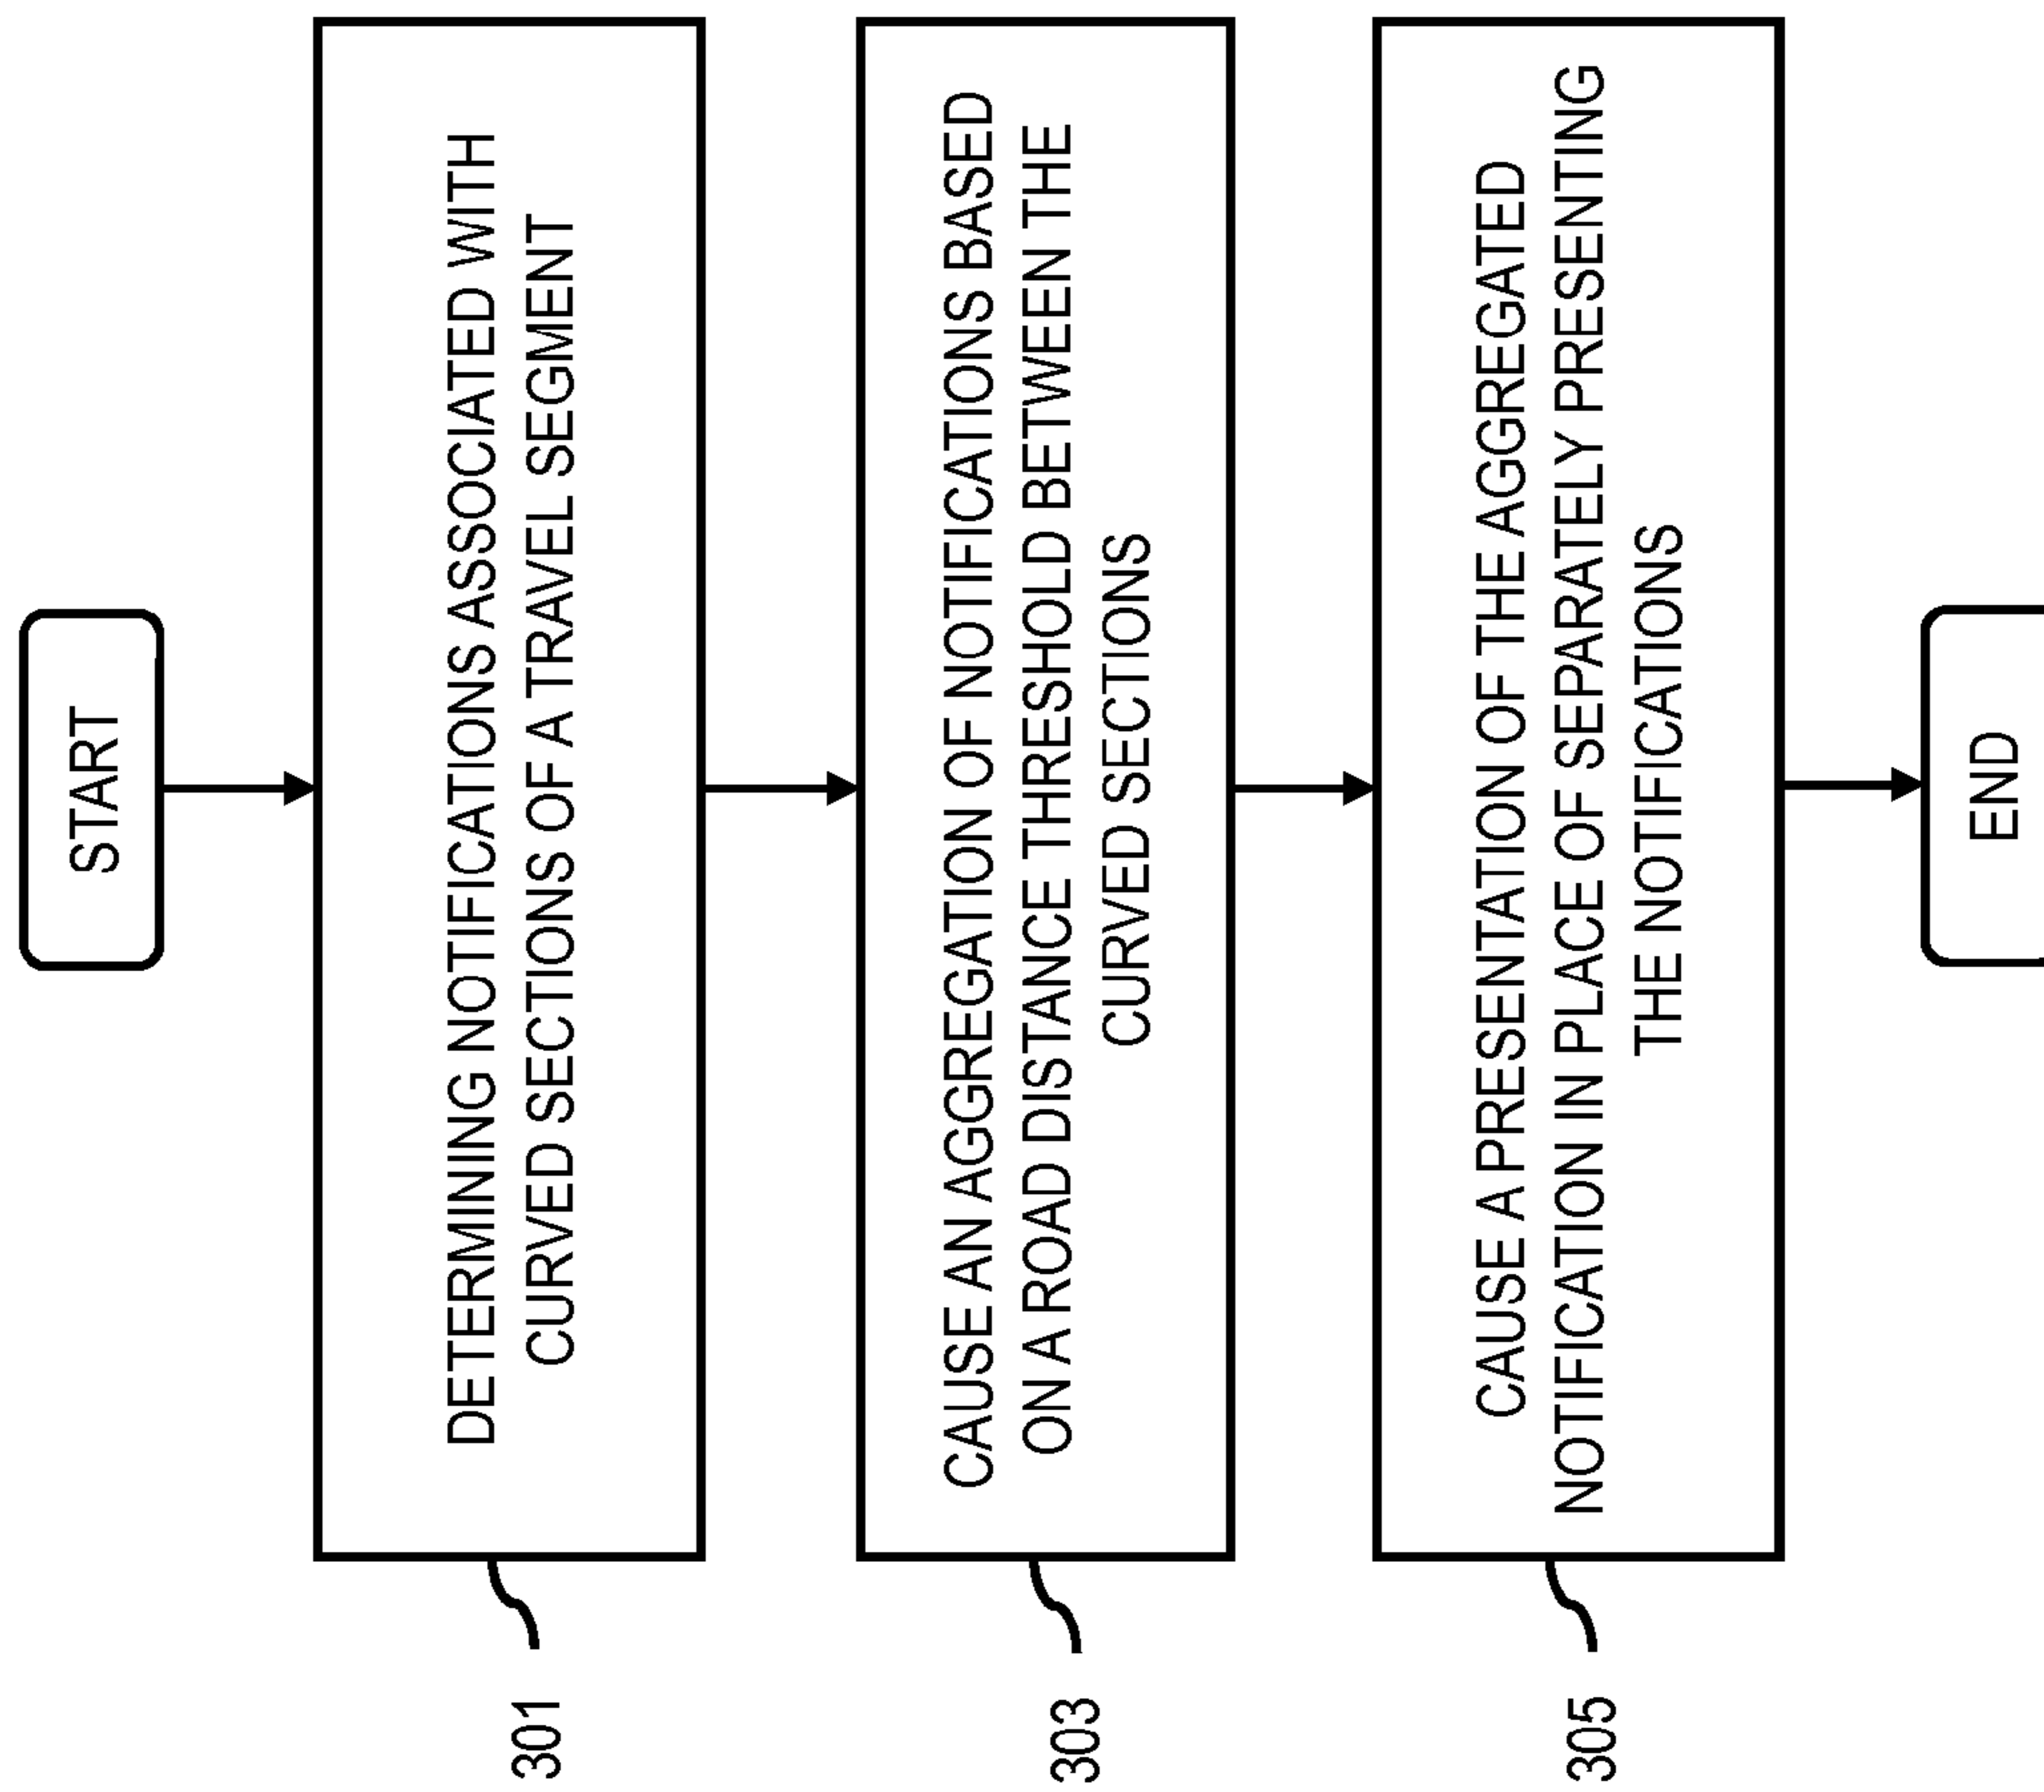 START
301
DETERMINING NOTIFICATIONS ASSOCIATED WITH
CURVED SECTIONS OF A TRAVEL SEGMENT
303
CAUSE AN AGGREGATION OF NOTIFICATIONS BASED
ON A ROAD DISTANCE THRESHOLD BETWEEN THE
CURVED SECTIONS
305
CAUSE A PRESENTATION OF THE AGGREGATED
NOTIFICATION IN PLACE OF SEPARATELY PRESENTING
THE NOTIFICATIONS
END